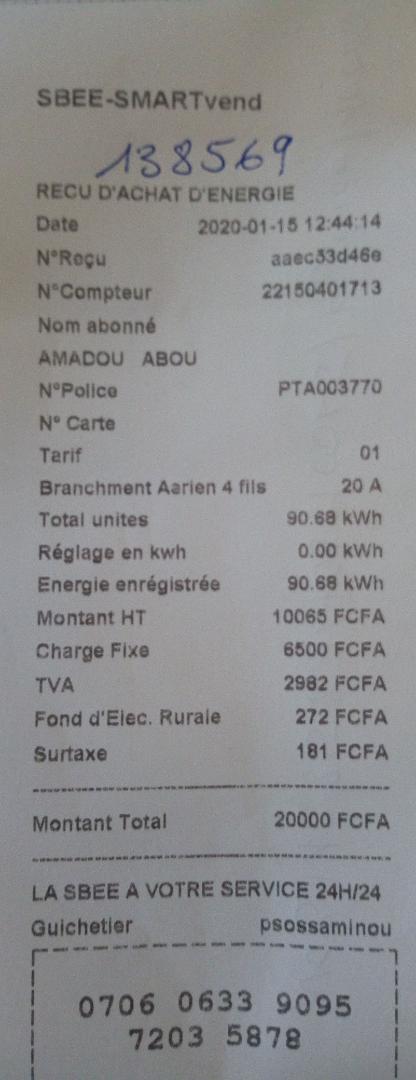 SBEE-SMARTvend
138569
RECU D'ACHAT D'ENERGIE
Date 2020-01-15 12:44:14
N°Reçu aaec53d46e
N°Compteur 22150401713
Nom abonné
AMADOU ABOU
N°Police PTA003770
N° Carte
Tarif 01
Branchment Aarien 4 fils 20 A
Total unites 90.68 kWh
Réglage en kwh 0.00 kWh
Energie enrégistrée 90.68 kWh
Montant HT 10065 FCFA
Charge Fixe 6500 FCFA
TVA 2982 FCFA
Fond d'Elec. Rurale 272 FCFA
Surtaxe 181 FCFA
Montant Total 20000 FCFA
LA SBEE A VOTRE SERVICE 24H/24
Guichetier psossaminou
0706 0633 9095
7203 5878